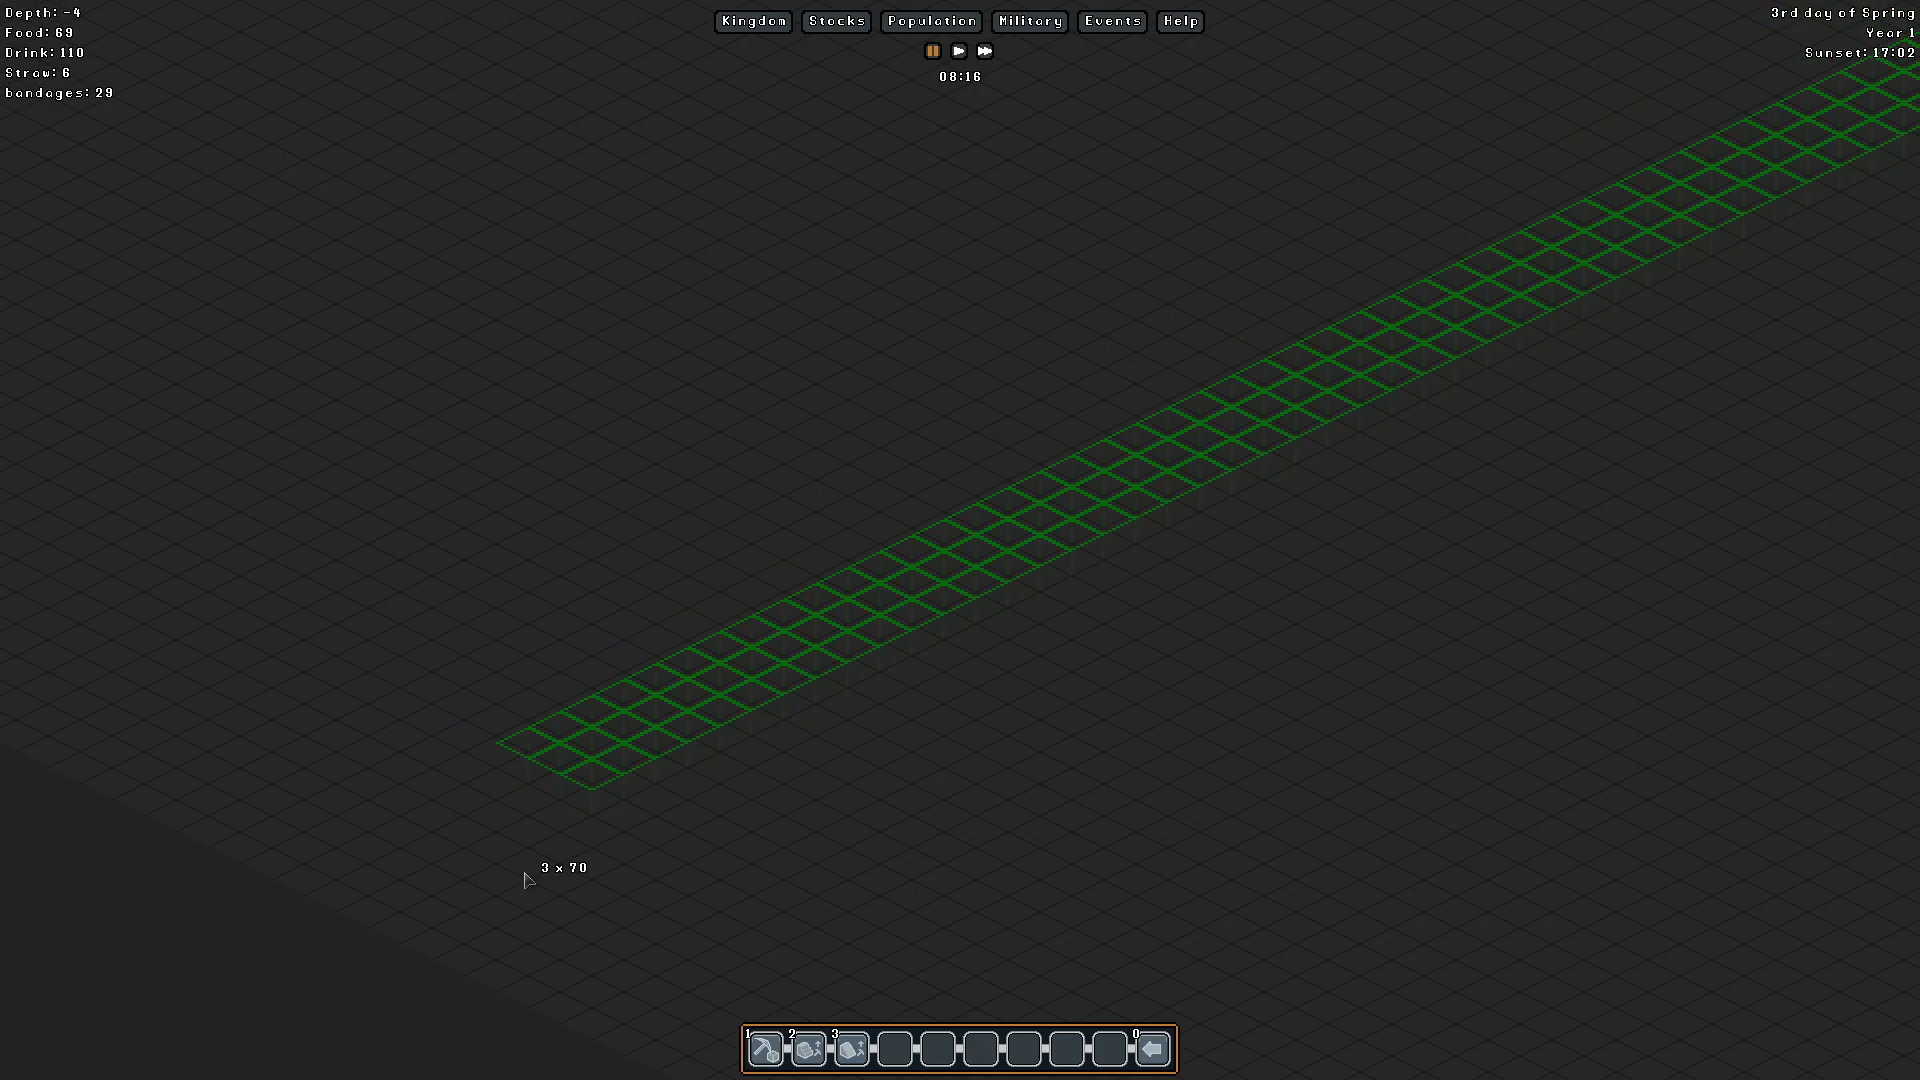 Depth: -4
Food: 69
Drink: 110
Straw: 6
bandages: 29
Kingdom Stocks Population Military Events Help
08:16
3rd day of Spring
Year 1
Sunset: 17:02
3 x 70
1 2 3 0